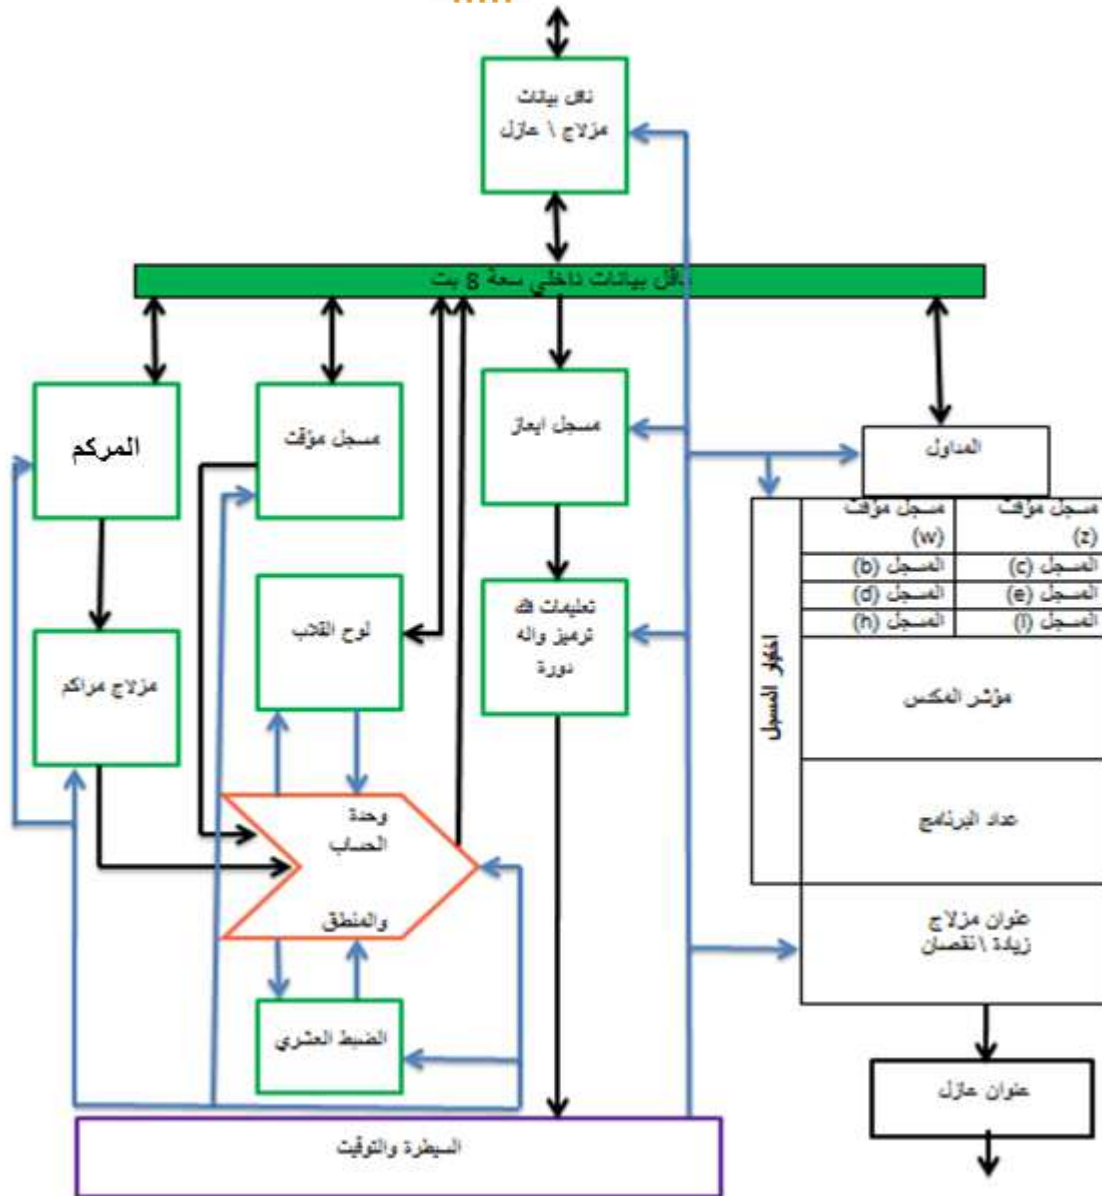 ناقل بيانات
مزلاج \ عازل
ناقل بيانات داخلي سعة 8 بت
المركم
مسجل مؤقت
مسجل ايعاز
المداول
مسجل مؤقت
(w)
مسجل مؤقت
(z)
المسجل (b)
المسجل (c)
المسجل (d)
المسجل (e)
المسجل (h)
المسجل (l)
اختيار المسجل
مؤشر المكدس
عداد البرنامج
عنوان مزلاج
زيادة \ نقصان
عنوان عازل
مزلاج مراكم
لوح القلاب
تعليمات فك
ترميز واله
دورة
وحدة
الحساب
والمنطق
الضبط العشري
السيطرة والتوقيت